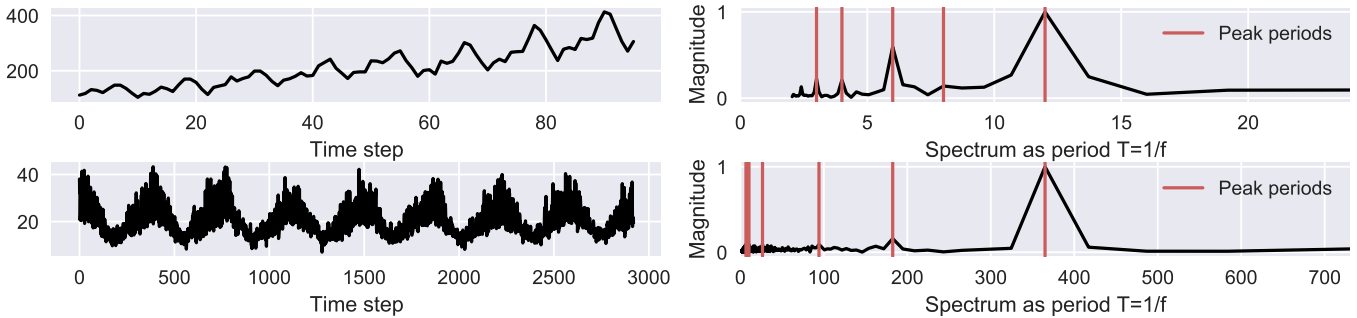 400
200
0 20 40 60 80
Time step
Magnitude
1
0
Peak periods
0 5 10 15 20
Spectrum as period T=1/f
40
20
0 500 1000 1500 2000 2500 3000
Time step
Magnitude
1
0
Peak periods
0 100 200 300 400 500 600 700
Spectrum as period T=1/f